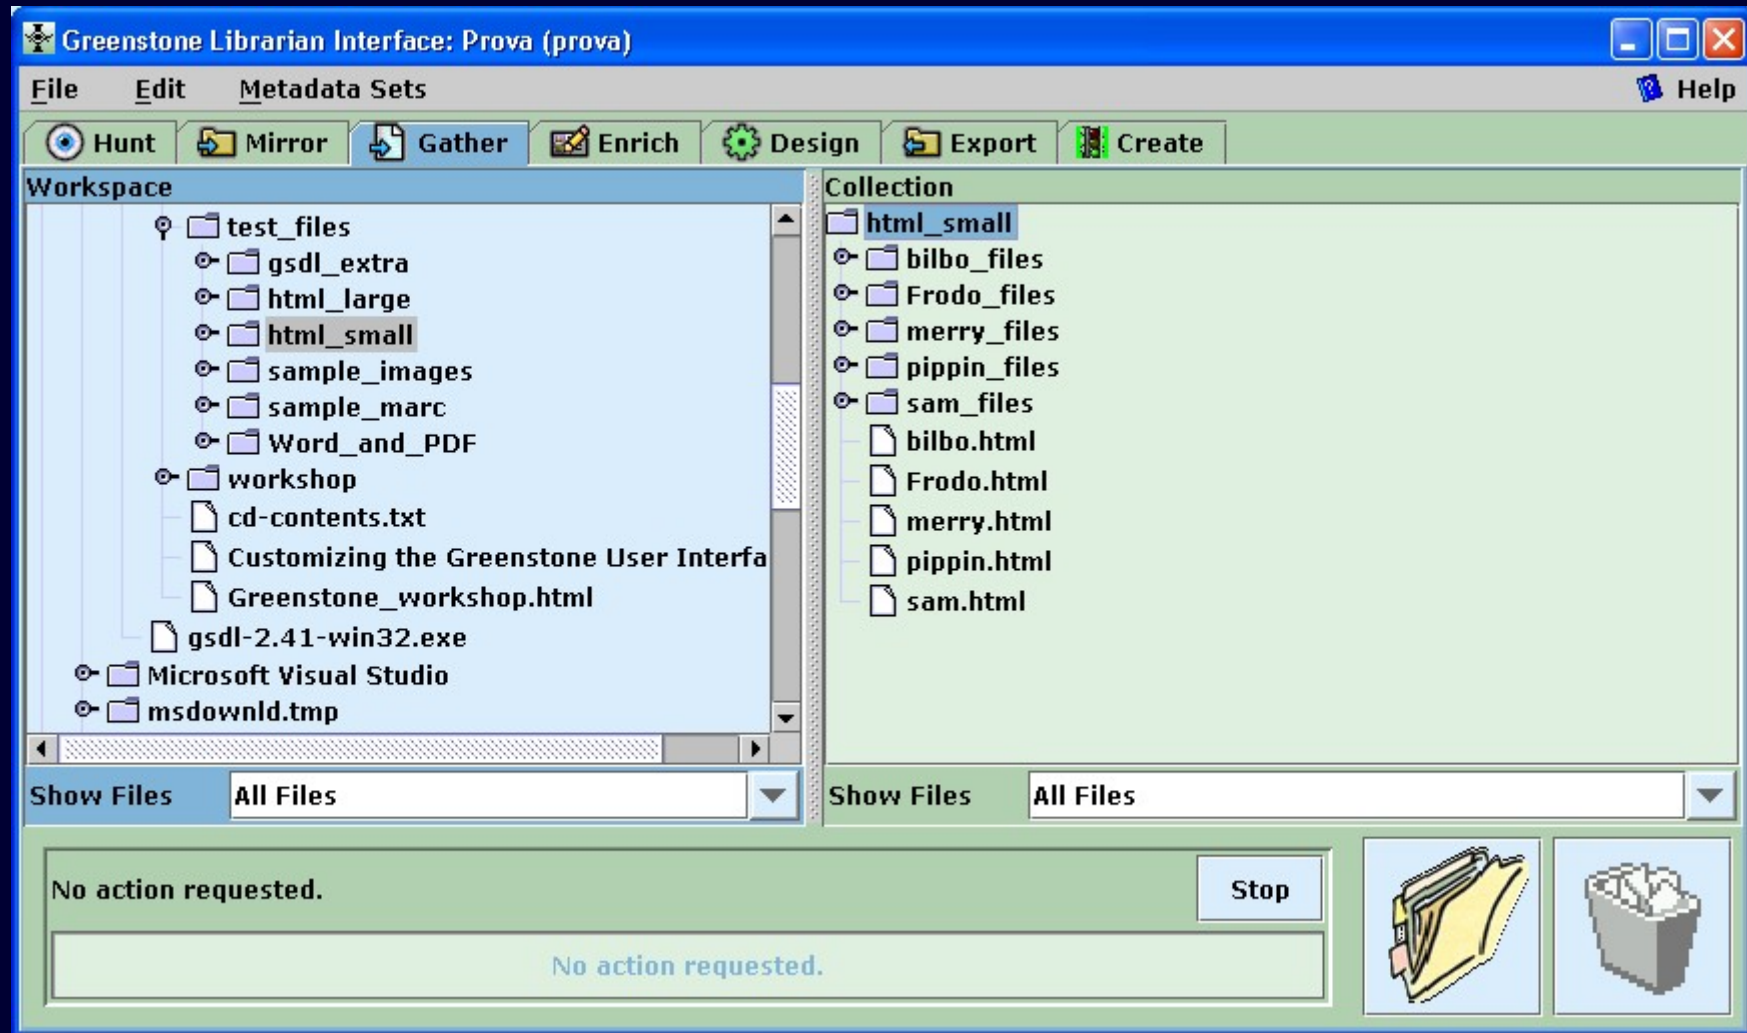 Greenstone Librarian Interface: Prova (prova)
File Edit Metadata Sets Help
Hunt Mirror Gather Enrich Design Export Create
Workspace
test_files
gsdl_extra
html_large
html_small
sample_images
sample_marc
Word_and_PDF
workshop
cd-contents.txt
Customizing the Greenstone User Interfa
Greenstone_workshop.html
gsdl-2.41-win32.exe
Microsoft Visual Studio
msdownld.tmp
Show Files All Files
Collection
html_small
bilbo_files
Frodo_files
merry_files
pippin_files
sam_files
bilbo.html
Frodo.html
merry.html
pippin.html
sam.html
Show Files All Files
No action requested. Stop
No action requested.